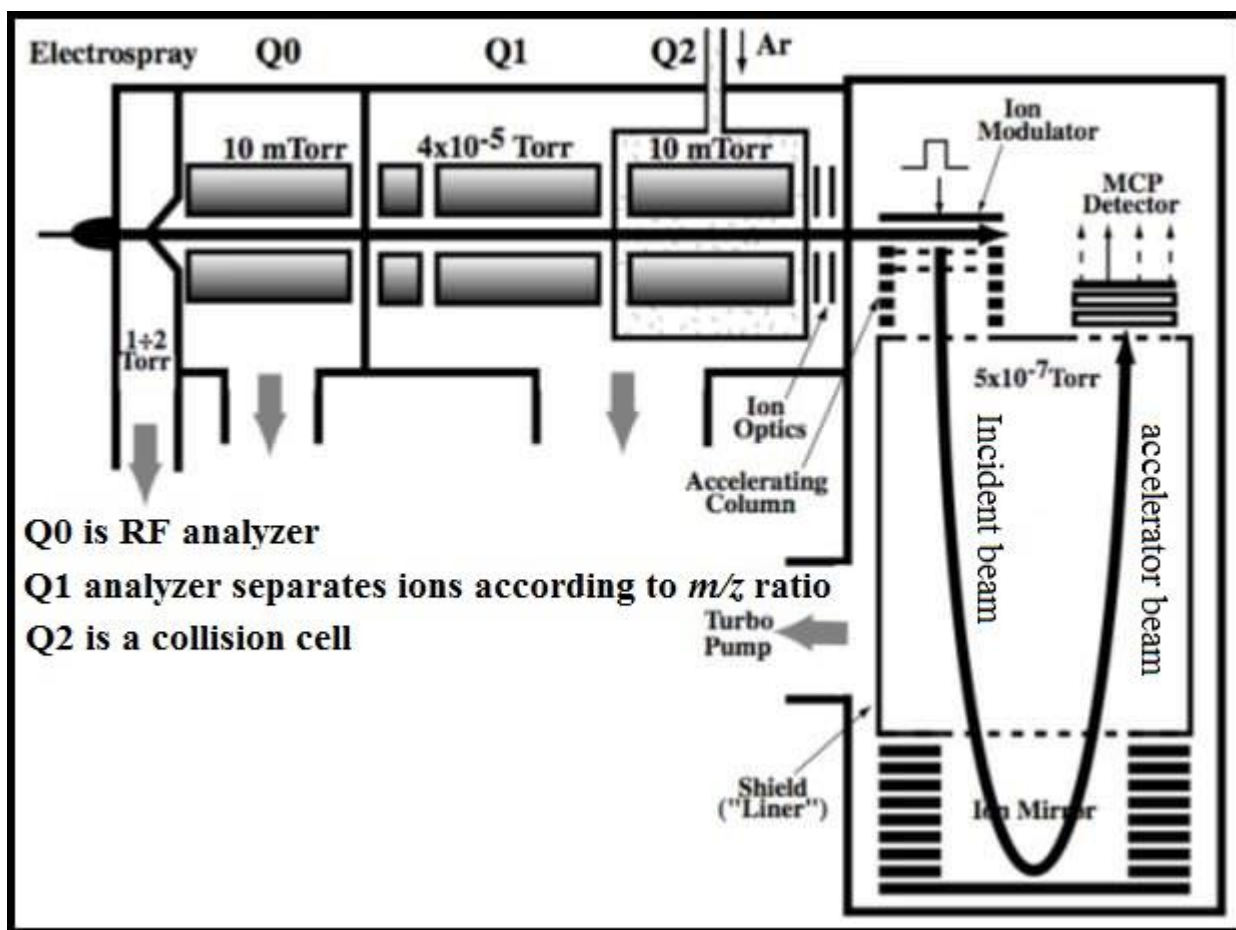 Electrospray
Q0
Q1
Q2
Ar
10 mTorr
4x10-5 Torr
10 mTorr
Ion
Modulator
MCP
Detector
1÷2
Torr
Ion
Optics
Accelerating
Column
5x10-7 Torr
Incident beam
accelerator beam
Q0 is RF analyzer
Q1 analyzer separates ions according to m/z ratio
Q2 is a collision cell
Turbo
Pump
Shield
("Liner")
Ion Mirror